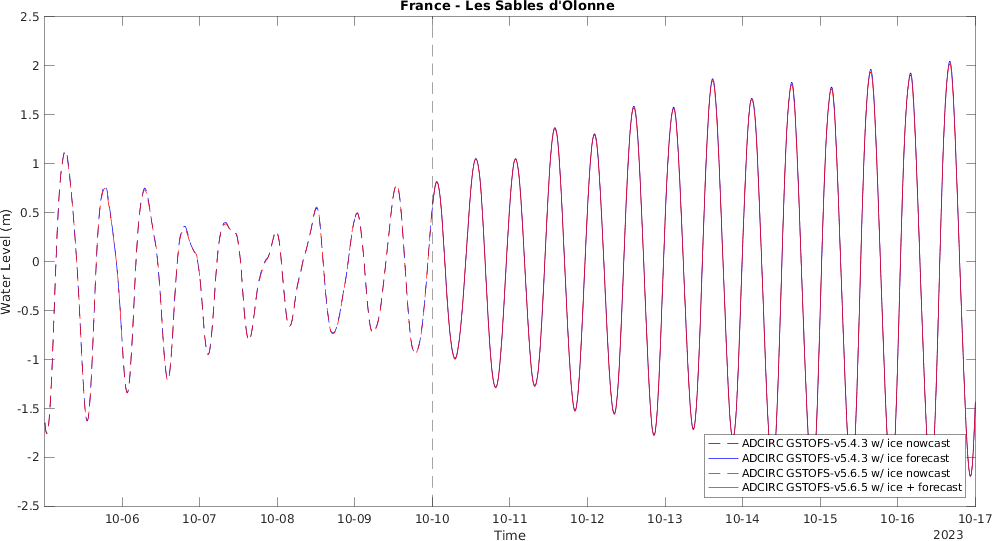 France - Les Sables d'Olonne
2.5
2
1.5
1
0.5
0
-0.5
-1
-1.5
-2
-2.5
Water Level (m)
ADCIRC GSTOFS-v5.4.3 w/ ice nowcast
ADCIRC GSTOFS-v5.4.3 w/ ice forecast
ADCIRC GSTOFS-v5.6.5 w/ ice nowcast
ADCIRC GSTOFS-v5.6.5 w/ ice + forecast
10-06 10-07 10-08 10-09 10-10 10-11 10-12 10-13 10-14 10-15 10-16 10-17
Time
2023